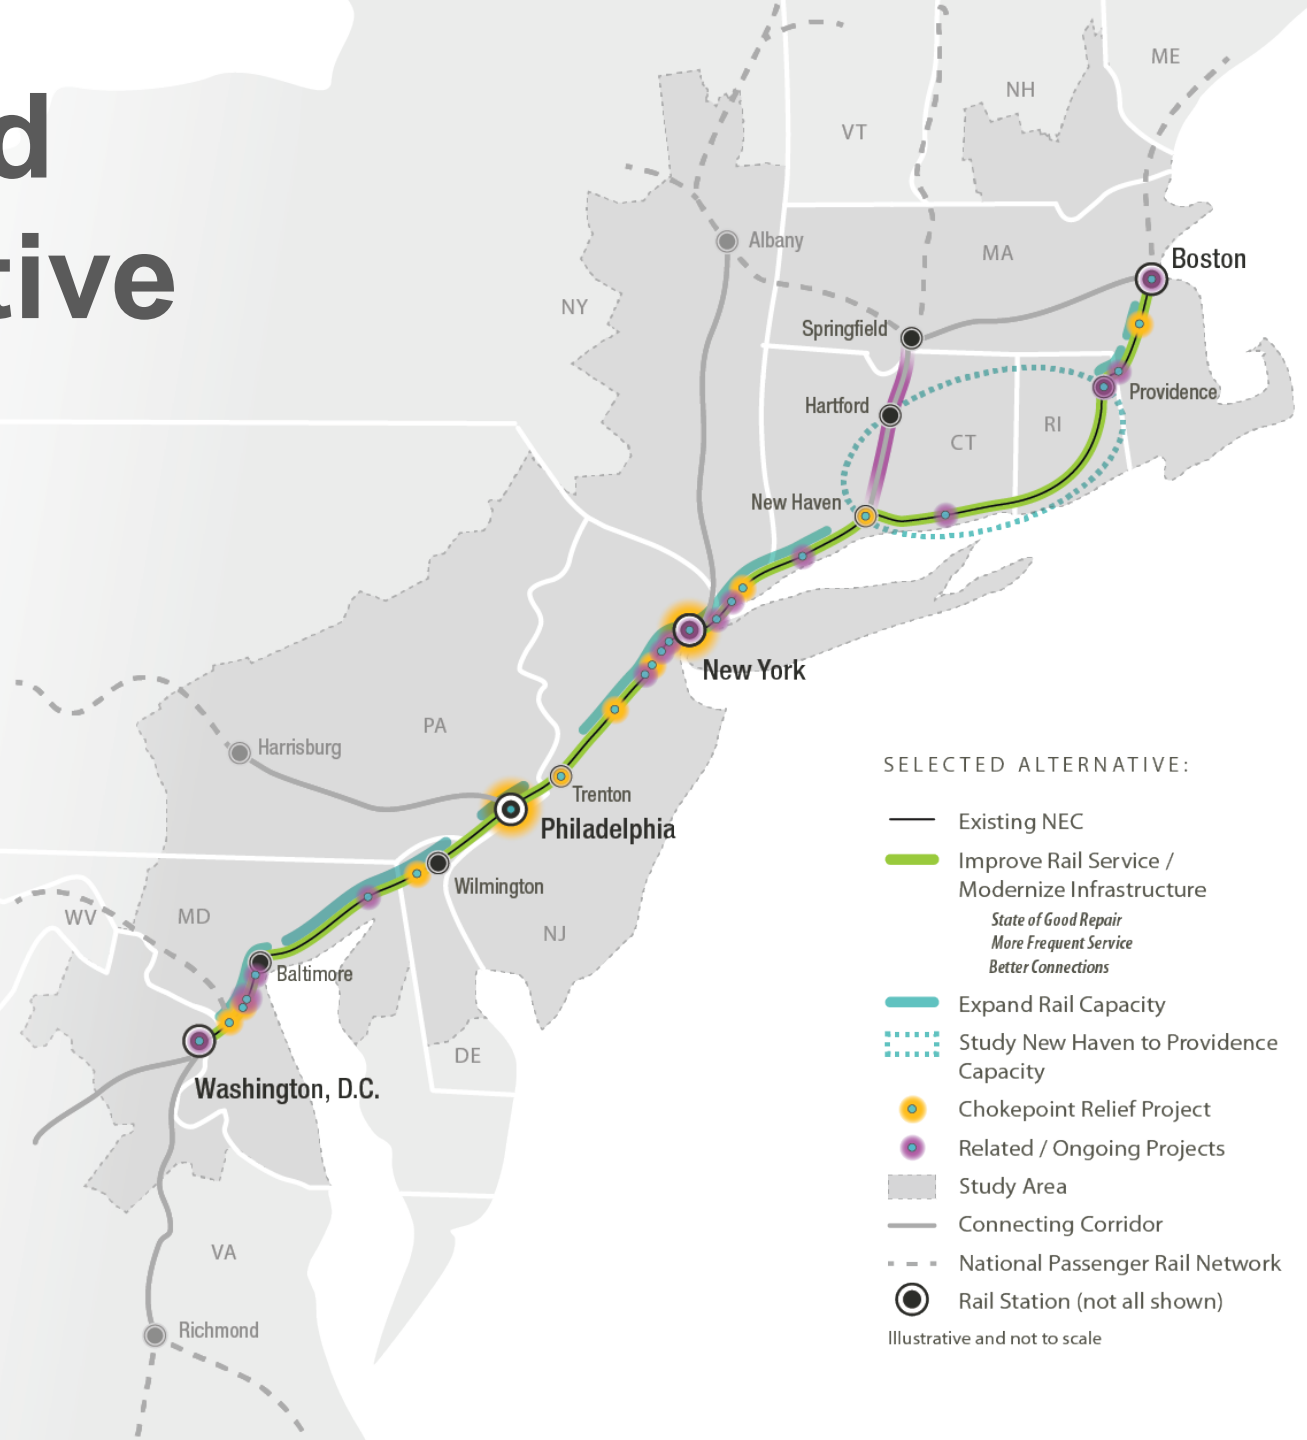 d
tive
ME
NH
VT
Albany
MA
Boston
NY
Springfield
Providence
Hartford
RI
CT
New Haven
New York
PA
Harrisburg
Trenton
Philadelphia
Wilmington
WV
MD
NJ
Baltimore
DE
Washington, D.C.
VA
Richmond
SELECTED ALTERNATIVE:
Existing NEC
Improve Rail Service /
Modernize Infrastructure
State of Good Repair
More Frequent Service
Better Connections
Expand Rail Capacity
Study New Haven to Providence
Capacity
Chokepoint Relief Project
Related / Ongoing Projects
Study Area
Connecting Corridor
National Passenger Rail Network
Rail Station (not all shown)
Illustrative and not to scale